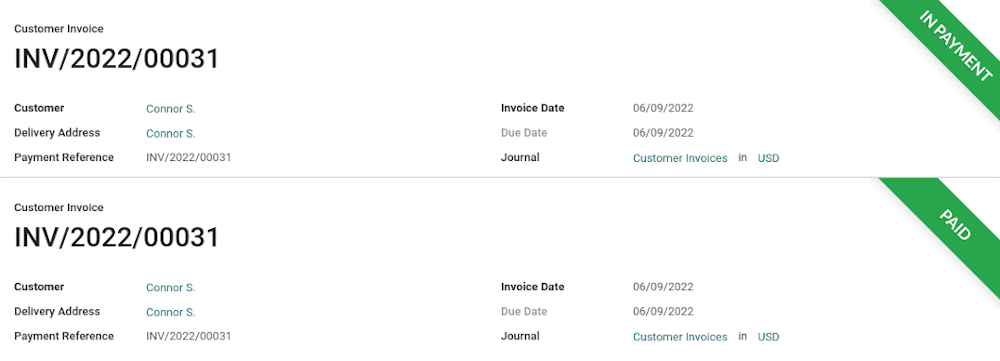 Customer Invoice
IN PAYMENT
INV/2022/00031
Customer Connor S. Invoice Date 06/09/2022
Delivery Address Connor S. Due Date 06/09/2022
Payment Reference INV/2022/00031 Journal Customer Invoices in USD
Customer Invoice
PAID
INV/2022/00031
Customer Connor S. Invoice Date 06/09/2022
Delivery Address Connor S. Due Date 06/09/2022
Payment Reference INV/2022/00031 Journal Customer Invoices in USD